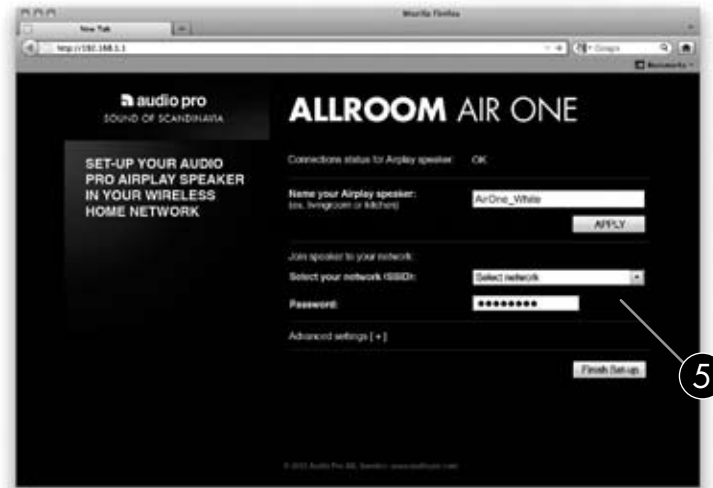 Mozilla Firefox
New Tab
+
http://192.168.1.1
Google
Bookmarks
audio pro
SOUND OF SCANDINAVIA
ALLROOM AIR ONE
SET-UP YOUR AUDIO
PRO AIRPLAY SPEAKER
IN YOUR WIRELESS
HOME NETWORK
Connections status for Airplay speaker: OK
Name your Airplay speaker:
(ex. livingroom or kitchen)
AirOne_White
APPLY
Join speaker to your network:
Select your network (SSID):
Select network
Password:
Advanced settings [+]
Finish Set-up
5